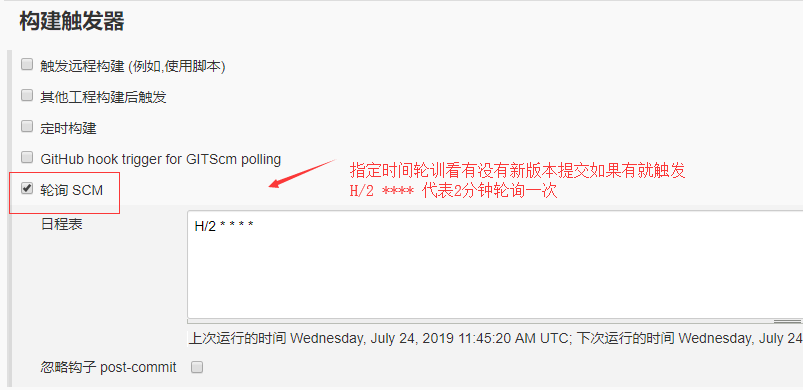 构建触发器
触发远程构建 (例如,使用脚本)
其他工程构建后触发
定时构建
GitHub hook trigger for GITScm polling
指定时间轮训看有没有新版本提交如果有就触发
轮询 SCM
H/2 **** 代表2分钟轮询一次
日程表
H/2 * * * *
上次运行的时间 Wednesday, July 24, 2019 11:45:20 AM UTC; 下次运行的时间 Wednesday, July 24
忽略钩子 post-commit